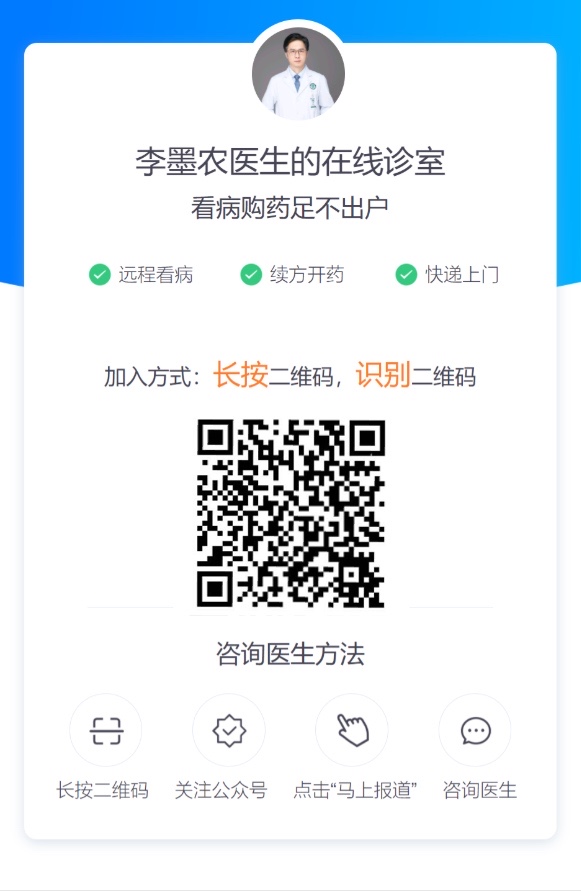 李墨农医生的在线诊室
看病购药足不出户
远程看病 续方开药 快递上门
加入方式：长按二维码，识别二维码
咨询医生方法
长按二维码 关注公众号 点击“马上报道” 咨询医生